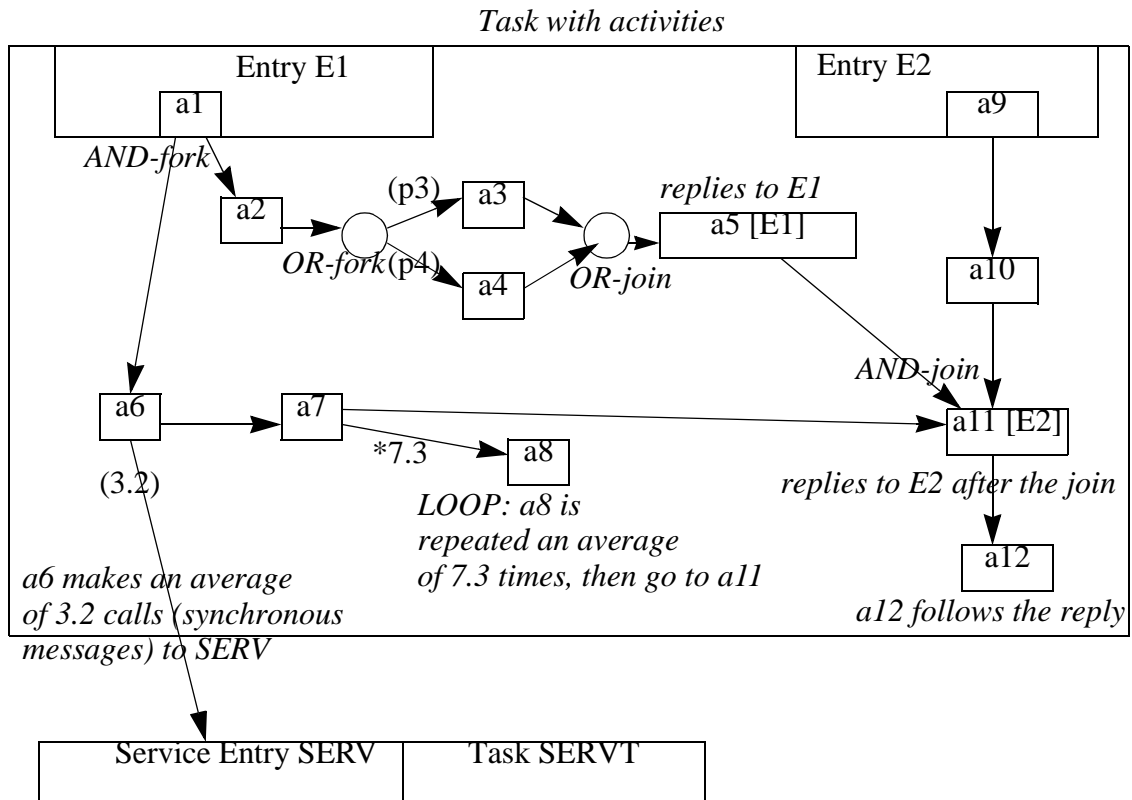 Task with activities
Entry E1
Entry E2
a1
a9
AND-fork
(p3)
a3
replies to E1
a2
a5 [E1]
OR-fork
(p4)
a4
OR-join
a10
AND-join
a6
a7
a11 [E2]
*7.3
a8
(3.2)
replies to E2 after the join
LOOP: a8 is
repeated an average
of 7.3 times, then go to a11
a12
a6 makes an average
of 3.2 calls (synchronous
messages) to SERV
a12 follows the reply
Service Entry SERV
Task SERVT